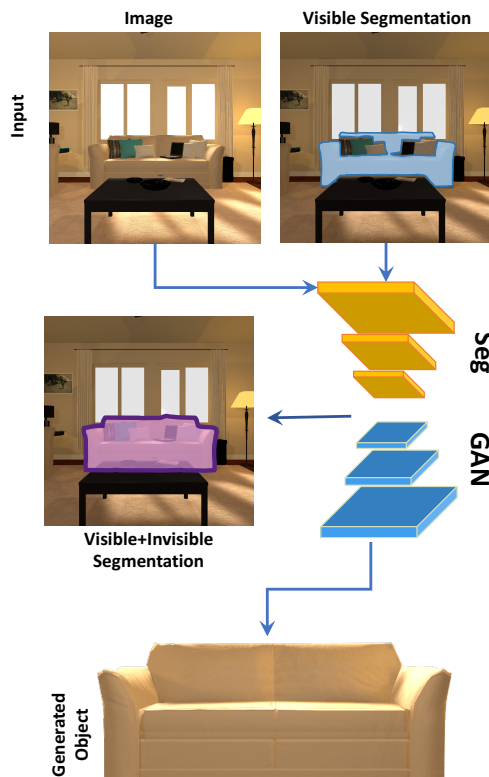 Image
Visible Segmentation
Input
Seg
GAN
Visible+Invisible
Segmentation
Generated
Object